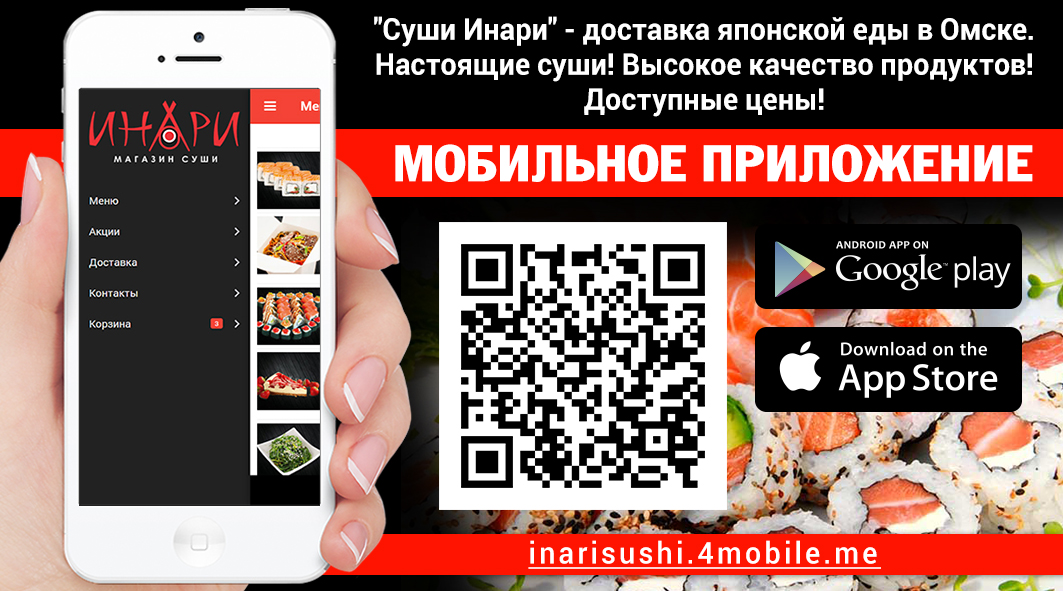 "Суши Инари" - доставка японской еды в Омске.
Настоящие суши! Высокое качество продуктов!
Доступные цены!
МОБИЛЬНОЕ ПРИЛОЖЕНИЕ
ИНАРИ
МАГАЗИН СУШИ
Ме
Меню
Акции
Доставка
Контакты
Корзина 3
ANDROID APP ON
Google play
Download on the
App Store
inarisushi.4mobile.me